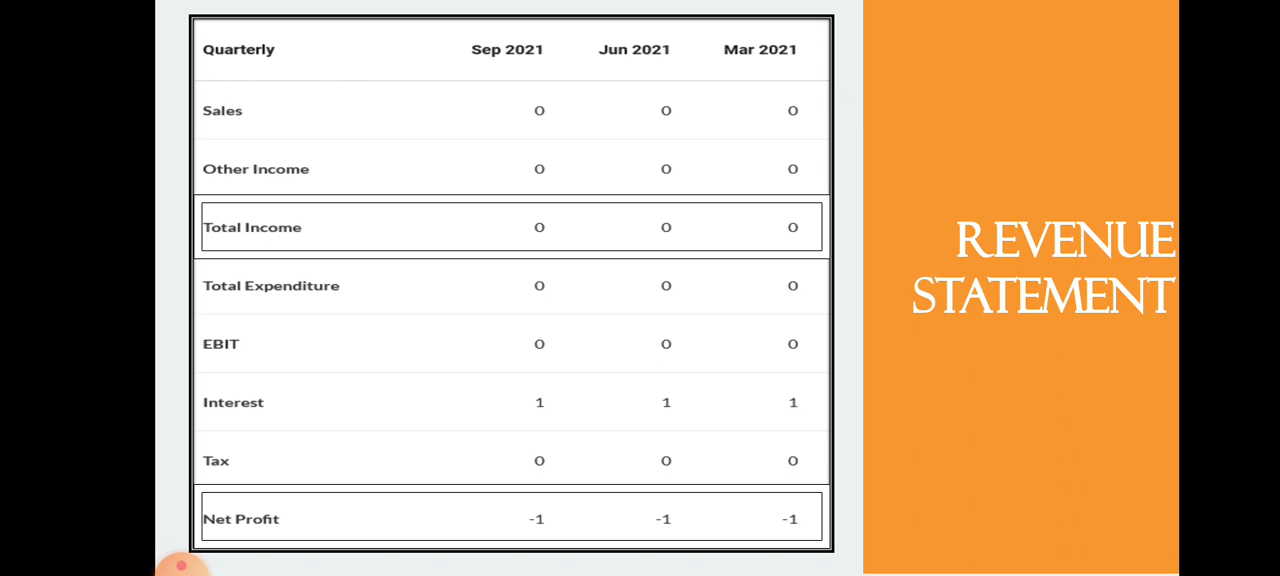 Quarterly Sep 2021 Jun 2021 Mar 2021
Sales 0 0 0
Other Income 0 0 0
Total Income 0 0 0
Total Expenditure 0 0 0
EBIT 0 0 0
Interest 1 1 1
Tax 0 0 0
Net Profit -1 -1 -1
REVENUE
STATEMENT